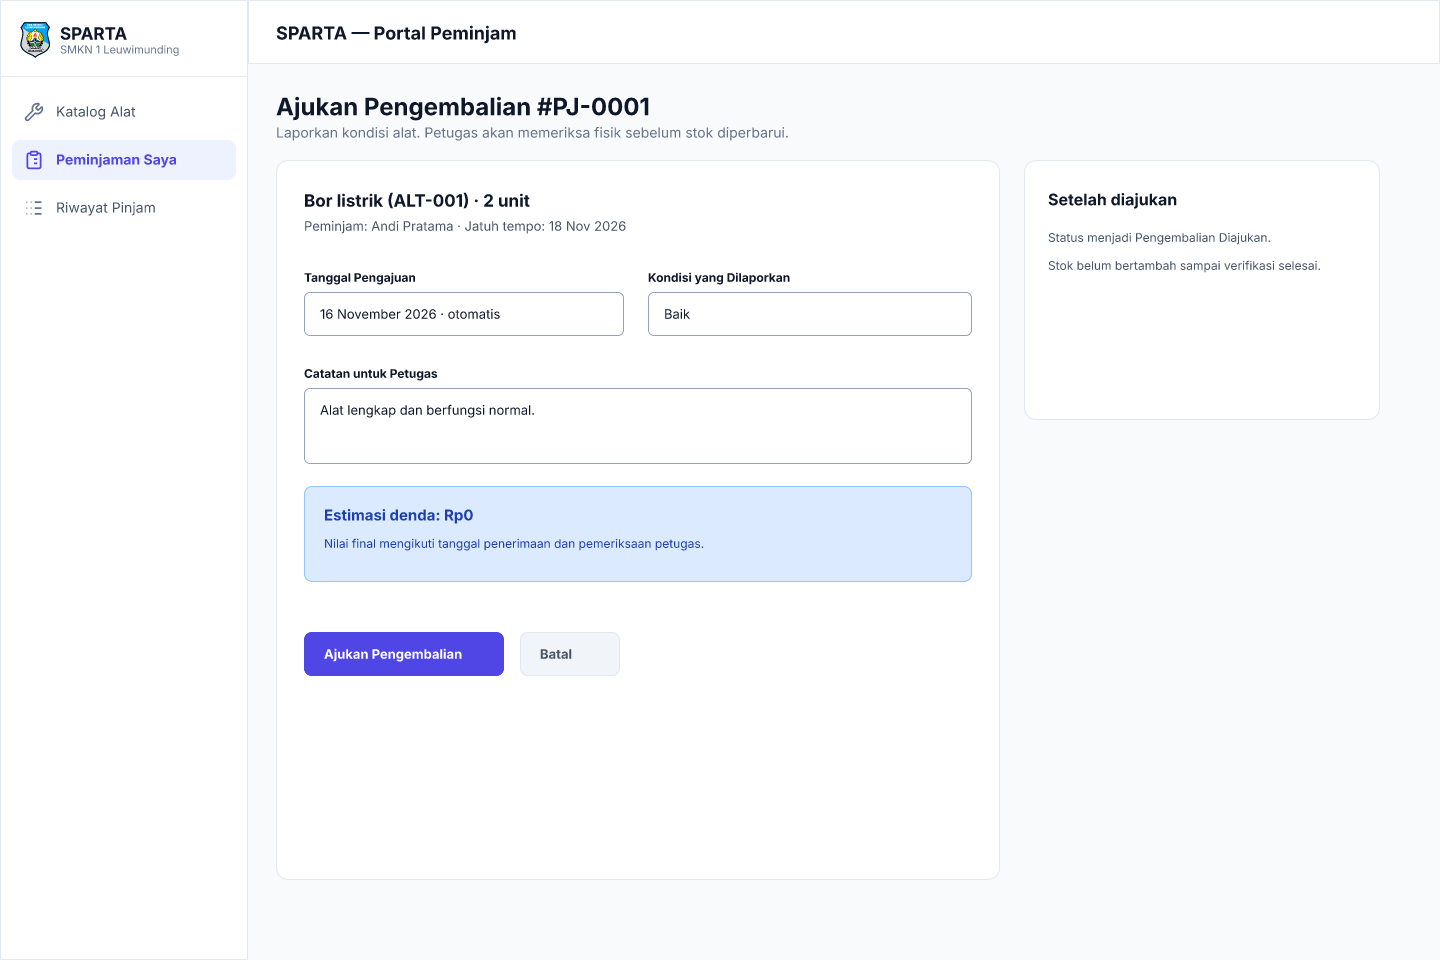 SPARTA
SMKN 1 Leuwimunding
Katalog Alat
Peminjaman Saya
Riwayat Pinjam
SPARTA — Portal Peminjam
Ajukan Pengembalian #PJ-0001
Laporkan kondisi alat. Petugas akan memeriksa fisik sebelum stok diperbarui.
Bor listrik (ALT-001) · 2 unit
Peminjam: Andi Pratama · Jatuh tempo: 18 Nov 2026
Tanggal Pengajuan
16 November 2026 · otomatis
Kondisi yang Dilaporkan
Baik
Catatan untuk Petugas
Alat lengkap dan berfungsi normal.
Estimasi denda: Rp0
Nilai final mengikuti tanggal penerimaan dan pemeriksaan petugas.
Ajukan Pengembalian
Batal
Setelah diajukan
Status menjadi Pengembalian Diajukan.
Stok belum bertambah sampai verifikasi selesai.